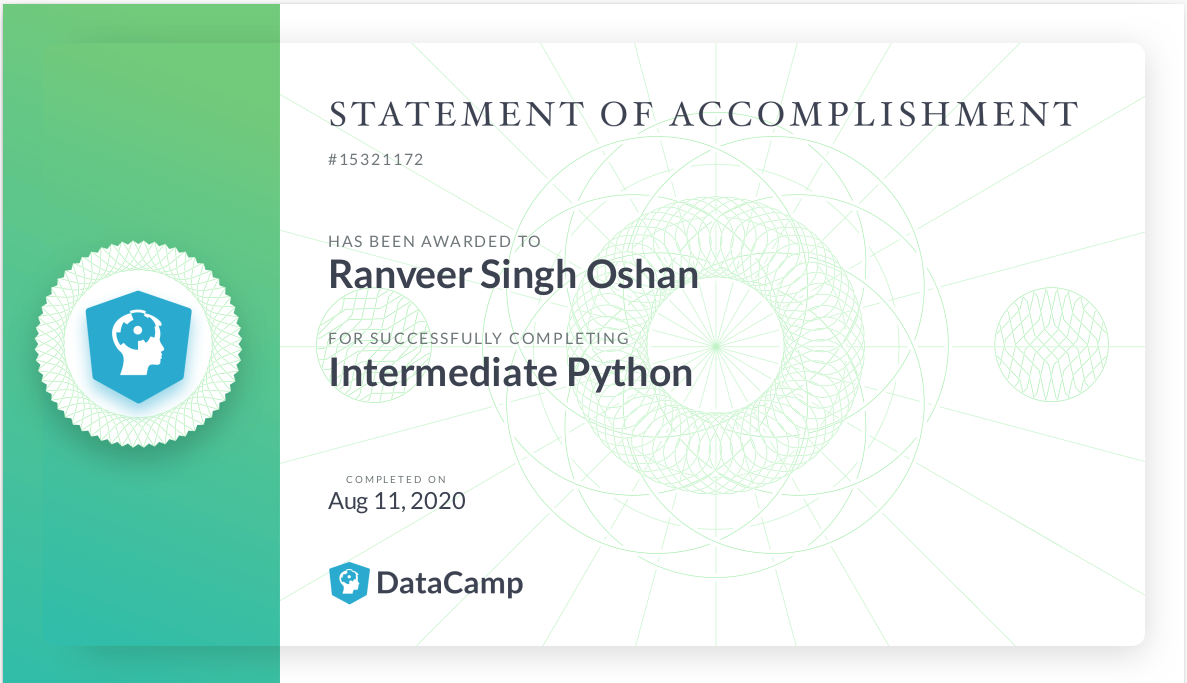 STATEMENT OF ACCOMPLISHMENT
#15321172
HAS BEEN AWARDED TO
Ranveer Singh Oshan
FOR SUCCESSFULLY COMPLETING
Intermediate Python
COMPLETED ON
Aug 11, 2020
DataCamp